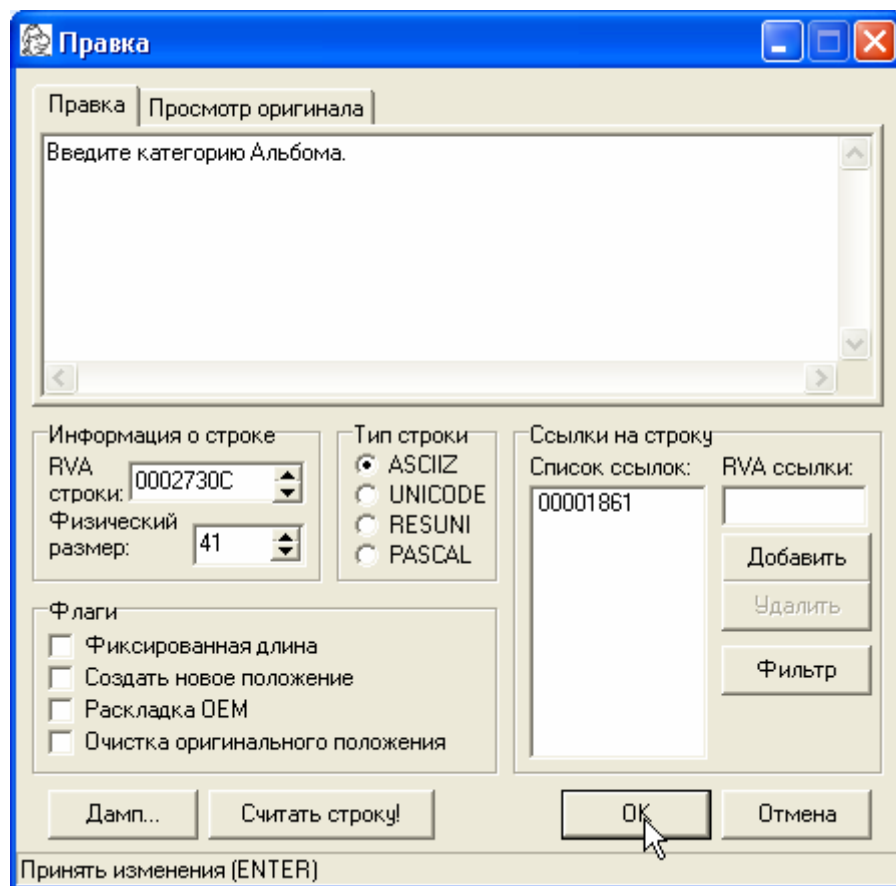 Правка
Правка
Просмотр оригинала
Введите категорию Альбома.
Информация о строке
RVA
строки:
0002730C
Физический
размер:
41
Тип строки
ASCIIZ
UNICODE
RESUNI
PASCAL
Ссылки на строку
Список ссылок:
00001861
RVA ссылки:
Добавить
Удалить
Фильтр
Флаги
Фиксированная длина
Создать новое положение
Раскладка OEM
Очистка оригинального положения
Дамп...
Считать строку!
OK
Отмена
Принять изменения (ENTER)